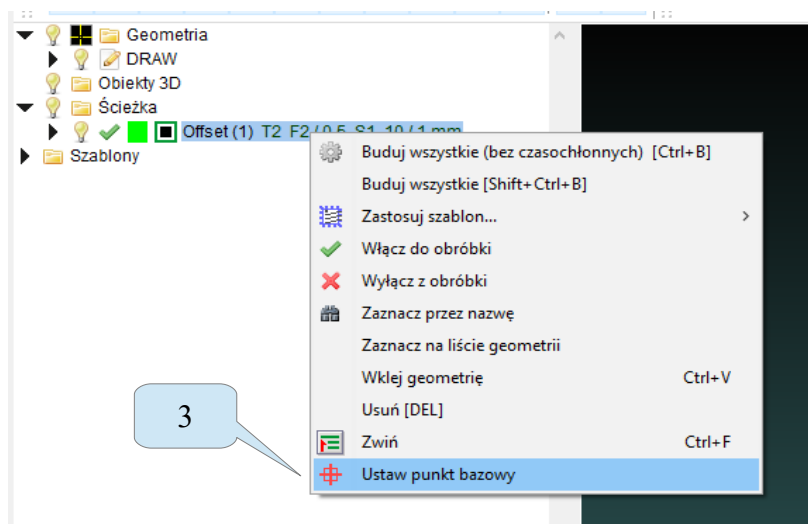 Geometria
DRAW
Obiekty 3D
Ścieżka
Offset (1) T2 F2 / 0.5 S1 10 / 1 mm
Szablony
Buduj wszystkie (bez czasochłonnych) [Ctrl+B]
Buduj wszystkie [Shift+Ctrl+B]
Zastosuj szablon...
Włącz do obróbki
Wyłącz z obróbki
Zaznacz przez nazwę
Zaznacz na liście geometrii
Wklej geometrię Ctrl+V
Usuń [DEL]
3
Zwiń Ctrl+F
Ustaw punkt bazowy